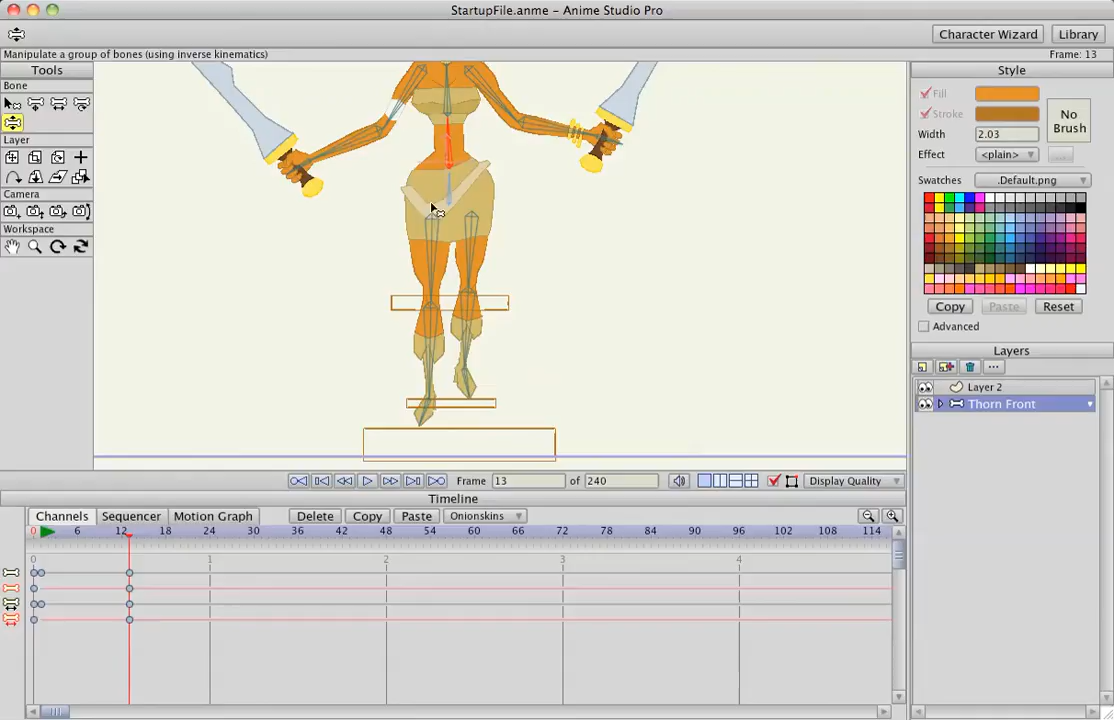 StartupFile.anme - Anime Studio Pro
Character Wizard
Library
Manipulate a group of bones (using inverse kinematics)
Frame: 13
Tools
Style
Bone
Fill
Stroke
No Brush
Width
2.03
Effect
<plain>
Layer
Swatches
.Default.png
Camera
Workspace
Copy
Paste
Reset
Advanced
Layers
Layer 2
Thorn Front
Frame
13
of
240
Display Quality
Timeline
Channels
Sequencer
Motion Graph
Delete
Copy
Paste
Onionskins
0 6 12 18 24 30 36 42 48 54 60 66 72 78 84 90 96 102 108 114
0 1 2 3 4